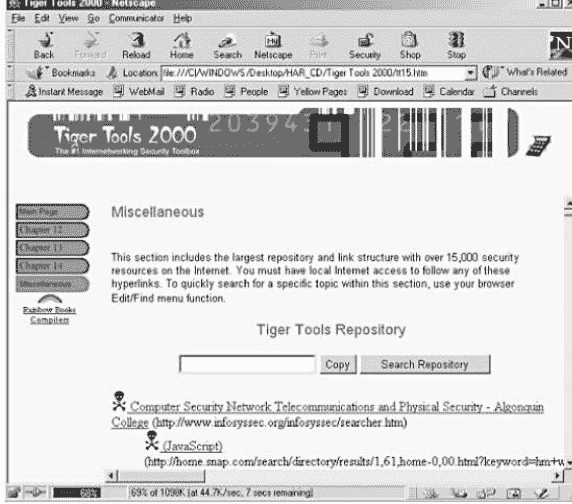 Tiger Tools 2000 - Netscape
File Edit View Go Communicator Help
Back Forward Reload Home Search Netscape Print Security Shop Stop
Bookmarks Location: file:///C|/WINDOWS/Desktop/HAR_CD/Tiger Tools 2000/tt15.htm What's Related
Instant Message WebMail Radio People Yellow Pages Download Calendar Channels
Tiger Tools 2000
The #1 Internetworking Security Toolbox
Main Page
Chapter 12
Chapter 13
Chapter 14
Miscellaneous
Rainbow Books
Compilers
Miscellaneous
This section includes the largest repository and link structure with over 15,000 security
resources on the Internet. You must have local Internet access to follow any of these
hyperlinks. To quickly search for a specific topic within this section, use your browser
Edit/Find menu function.
Tiger Tools Repository
Copy Search Repository
Computer Security Network Telecommunications and Physical Security - Algonquin
College (http://www.infosyssec.org/infosyssec/searcher.htm)
(JavaScript)
(http://home.snap.com/search/directory/results/1,61,home-0,00.html?keyword=hm+w
68% 69% of 1098K (at 44.7K/sec, 7 secs remaining)